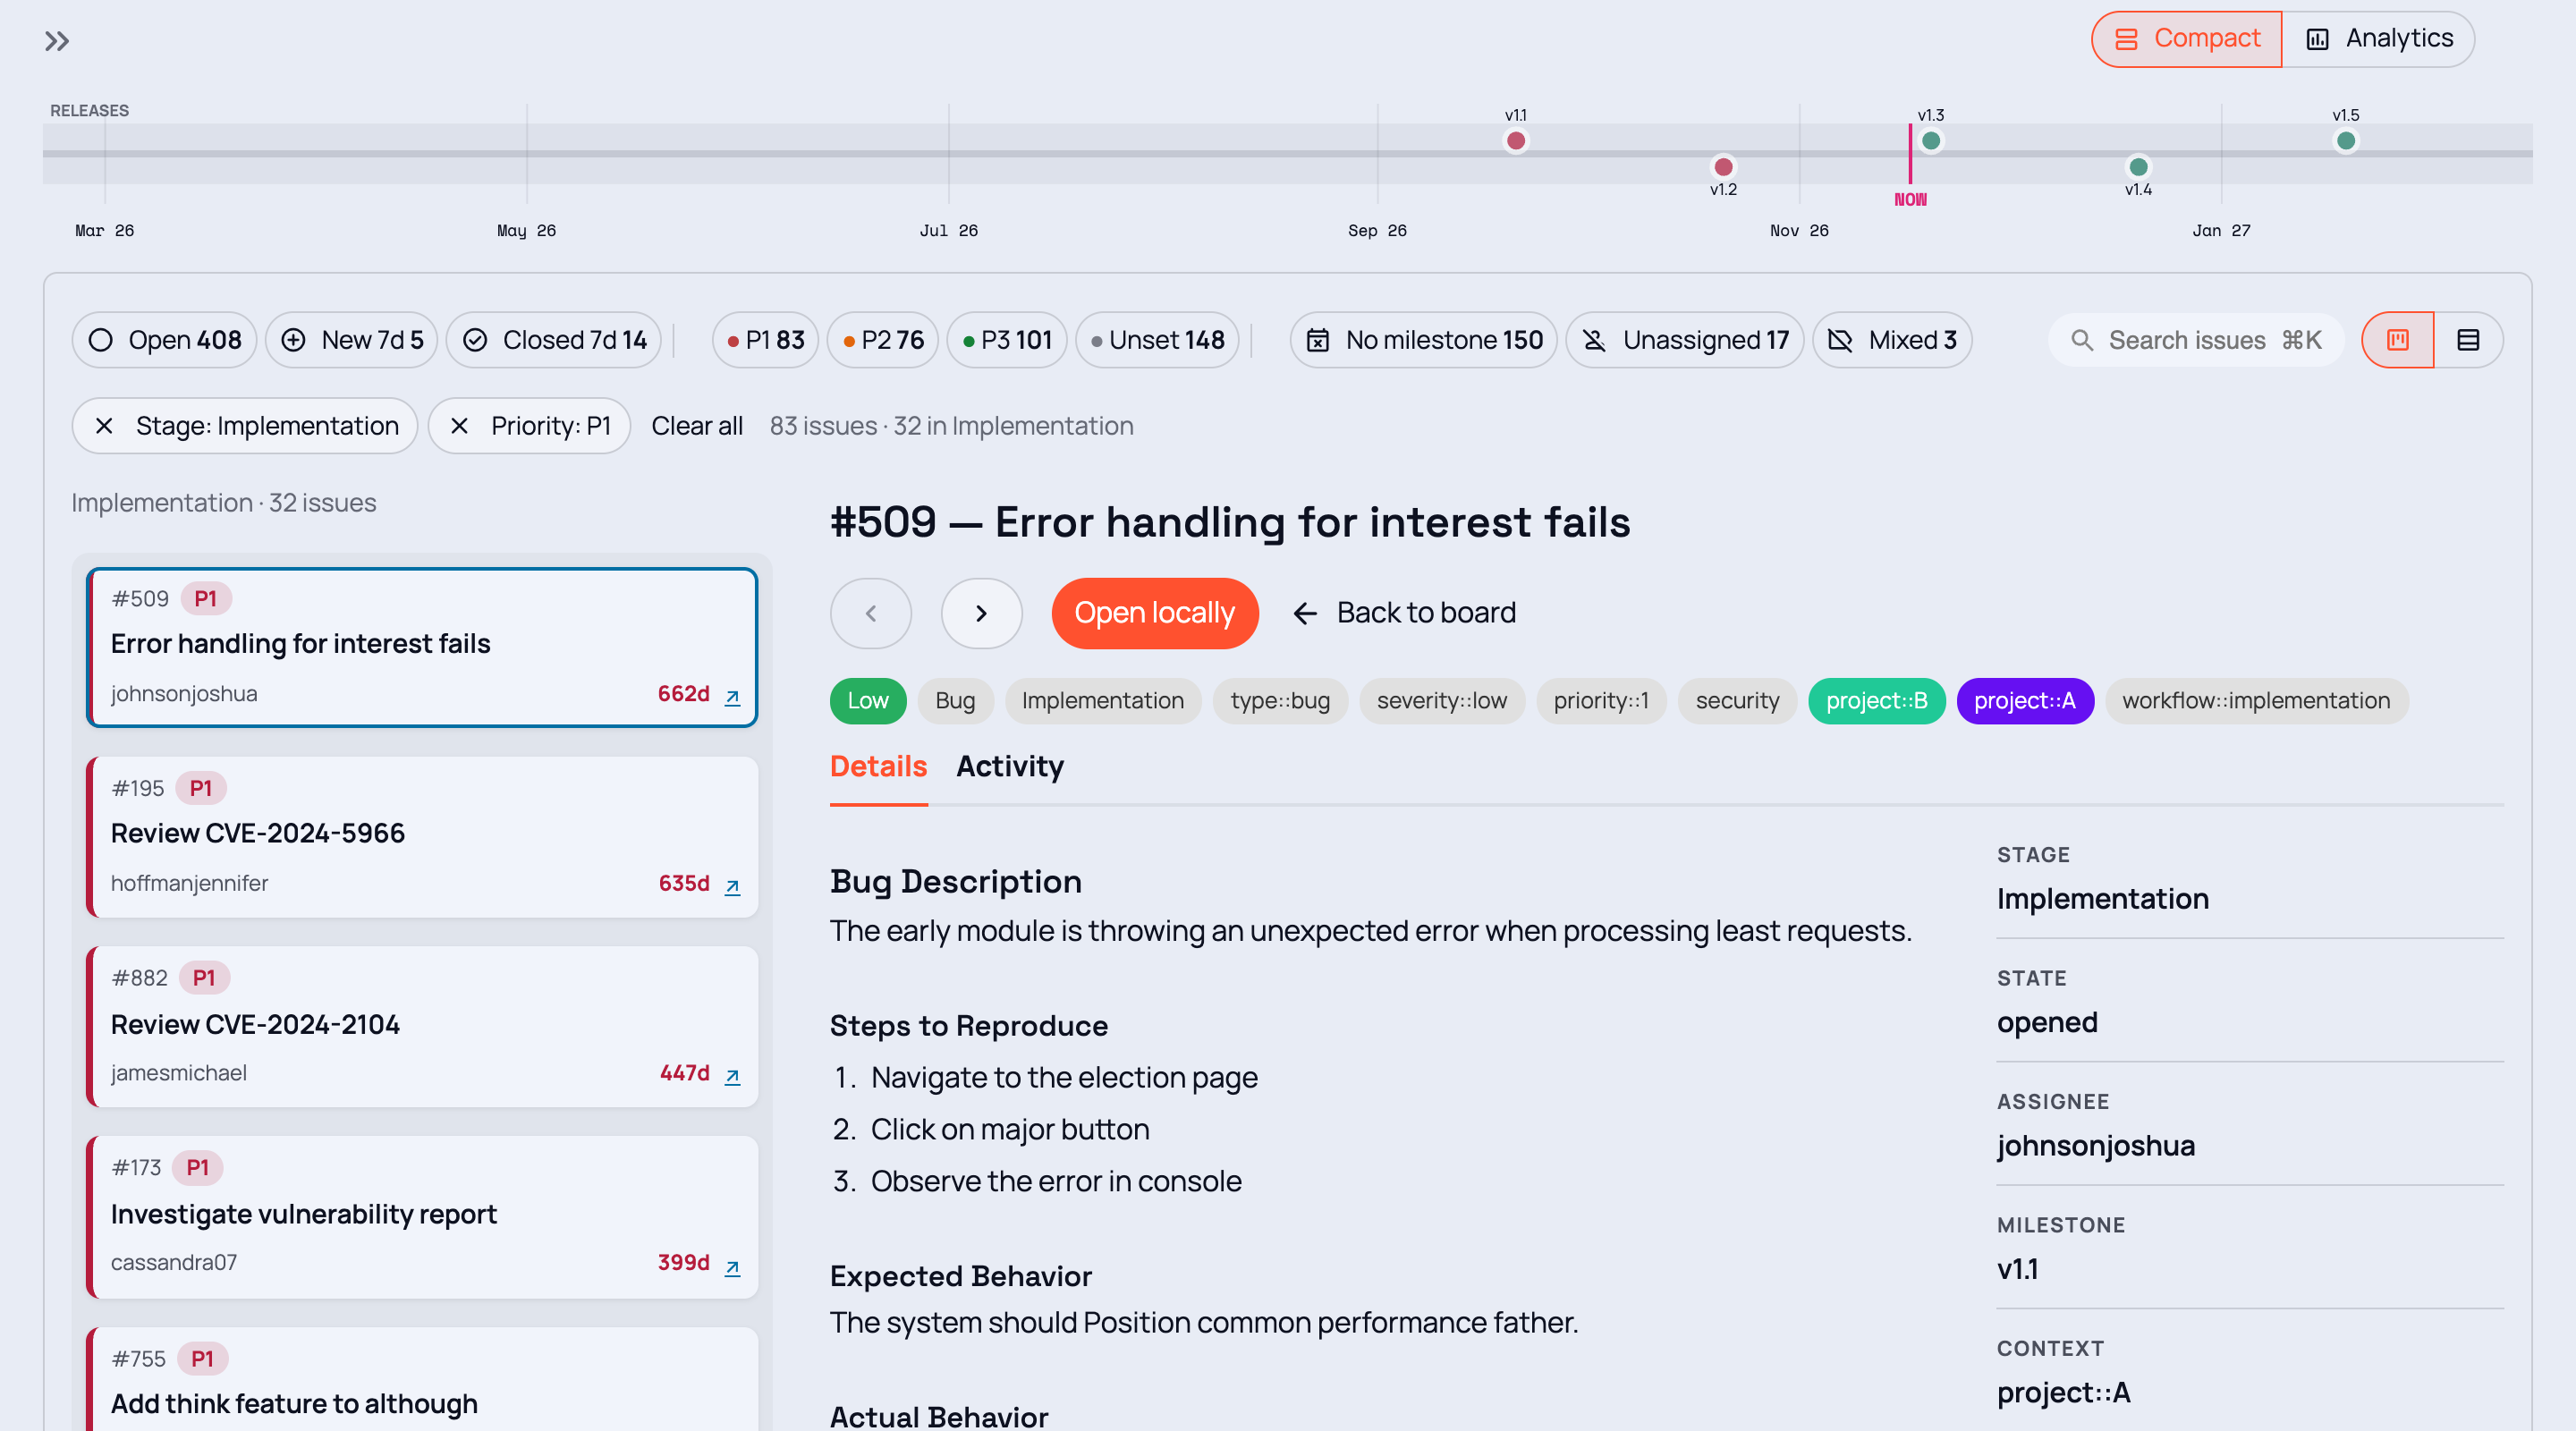 Compact
Analytics
RELEASES
v1.1
v1.3
v1.5
v1.2
v1.4
NOW
Mar 26
May 26
Jul 26
Sep 26
Nov 26
Jan 27
Open 408
New 7d 5
Closed 7d 14
P1 83
P2 76
P3 101
Unset 148
No milestone 150
Unassigned 17
Mixed 3
Search issues ⌘K
Stage: Implementation
Priority: P1
Clear all
83 issues · 32 in Implementation
Implementation · 32 issues
#509 P1
Error handling for interest fails
johnsonjoshua 662d
#195 P1
Review CVE-2024-5966
hoffmanjennifer 635d
#882 P1
Review CVE-2024-2104
jamesmichael 447d
#173 P1
Investigate vulnerability report
cassandra07 399d
#755 P1
Add think feature to although
#509 — Error handling for interest fails
Open locally
Back to board
Low
Bug
Implementation
type::bug
severity::low
priority::1
security
project::B
project::A
workflow::implementation
Details
Activity
Bug Description
The early module is throwing an unexpected error when processing least requests.
Steps to Reproduce
1. Navigate to the election page
2. Click on major button
3. Observe the error in console
Expected Behavior
The system should Position common performance father.
Actual Behavior
STAGE
Implementation
STATE
opened
ASSIGNEE
johnsonjoshua
MILESTONE
v1.1
CONTEXT
project::A